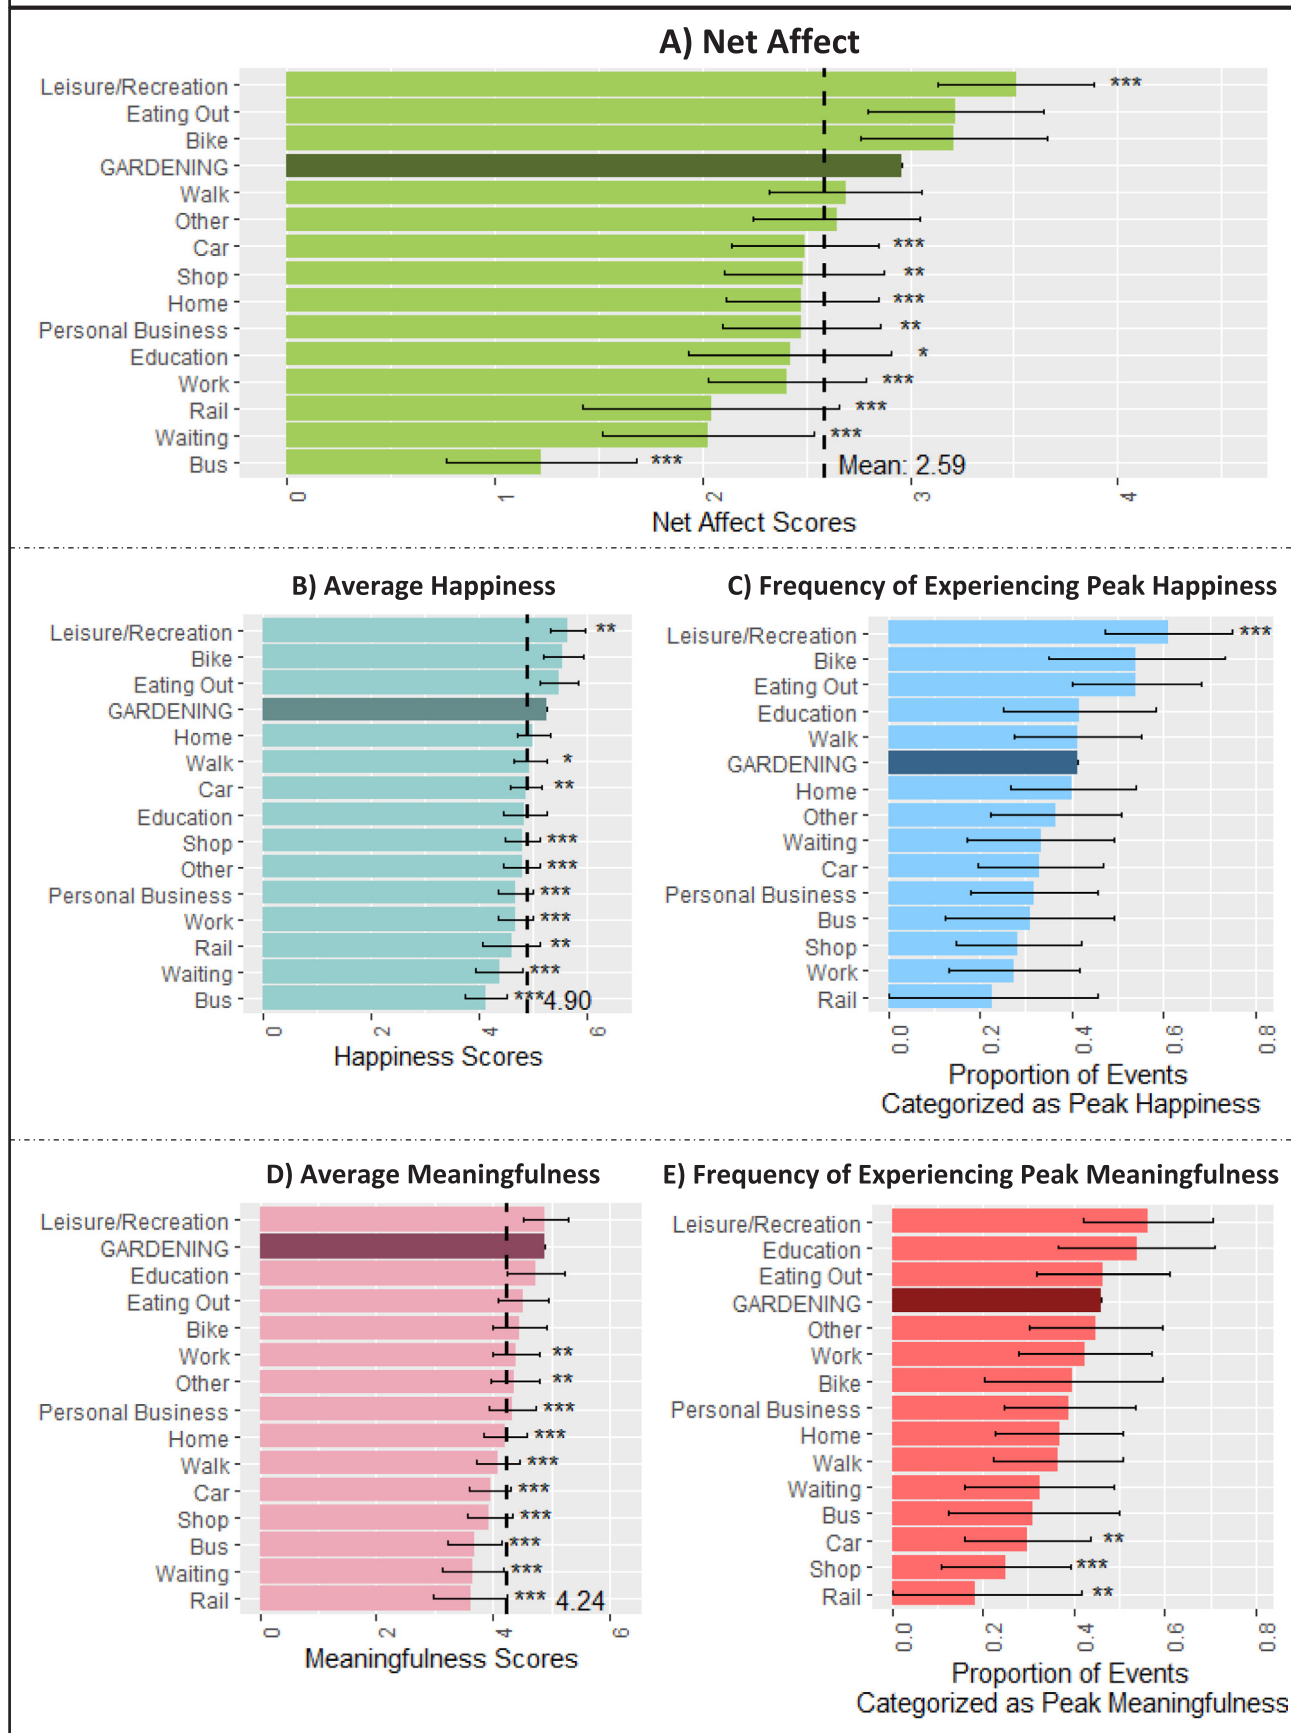 A) Net Affect
Leisure/Recreation ***
Eating Out
Bike
GARDENING
Walk
Other
Car ***
Shop **
Home ***
Personal Business **
Education *
Work ***
Rail ***
Waiting ***
Bus *** Mean: 2.59
0 1 2 3 4
Net Affect Scores
B) Average Happiness
Leisure/Recreation **
Bike
Eating Out
GARDENING
Home
Walk *
Car **
Education
Shop ***
Other ***
Personal Business ***
Work ***
Rail **
Waiting ***
Bus *** 4.90
0 2 4 6
Happiness Scores
C) Frequency of Experiencing Peak Happiness
Leisure/Recreation ***
Bike
Eating Out
Education
Walk
GARDENING
Home
Other
Waiting
Car
Personal Business
Bus
Shop
Work
Rail
0.0 0.2 0.4 0.6 0.8
Proportion of Events
Categorized as Peak Happiness
D) Average Meaningfulness
Leisure/Recreation
GARDENING
Education
Eating Out
Bike
Work **
Other **
Personal Business ***
Home ***
Walk ***
Car ***
Shop ***
Bus ***
Waiting ***
Rail *** 4.24
0 2 4 6
Meaningfulness Scores
E) Frequency of Experiencing Peak Meaningfulness
Leisure/Recreation
Education
Eating Out
GARDENING
Other
Work
Bike
Personal Business
Home
Walk
Waiting
Bus
Car **
Shop ***
Rail **
0.0 0.2 0.4 0.6 0.8
Proportion of Events
Categorized as Peak Meaningfulness